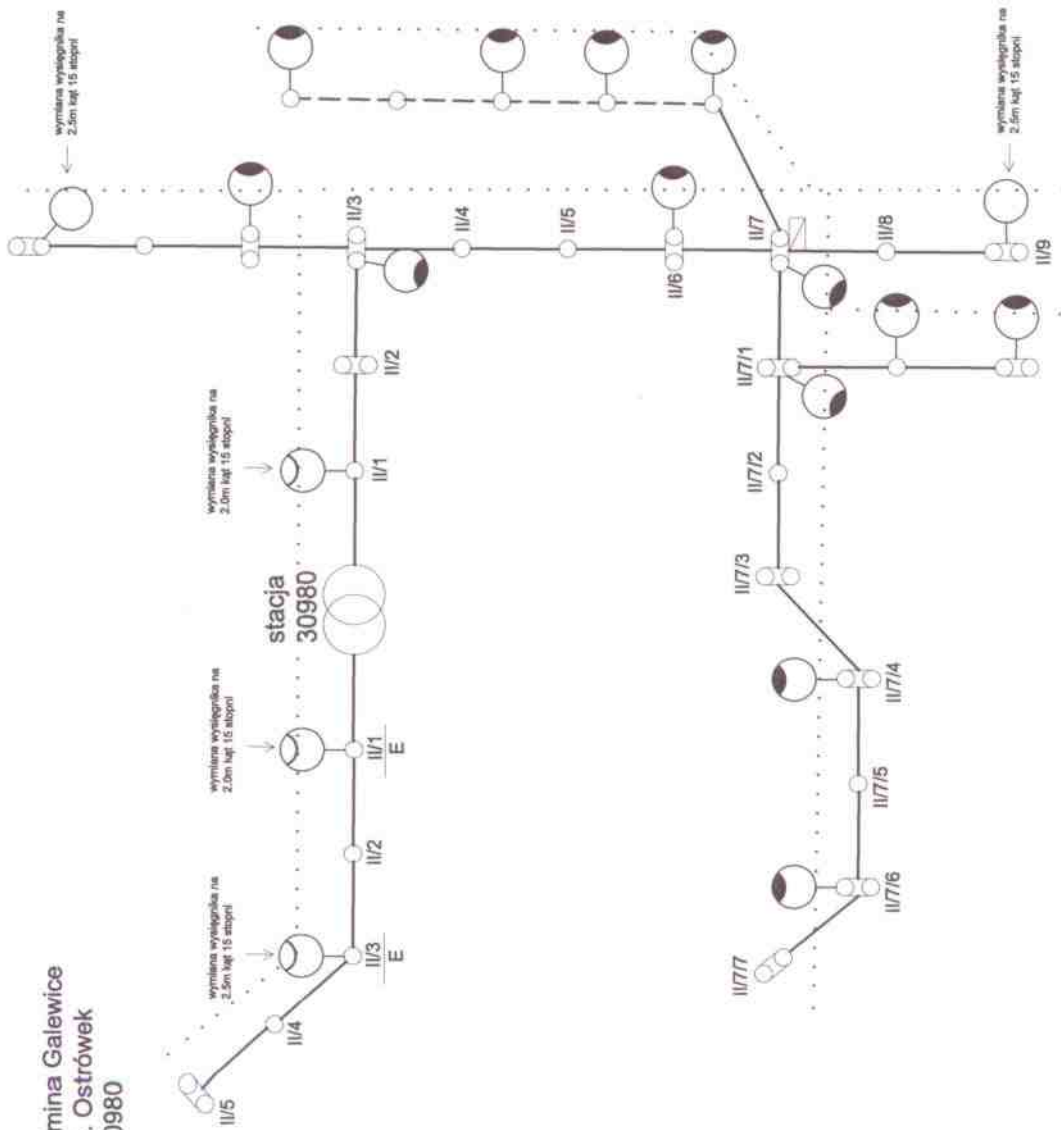 mina Galewice
. Ostrówek
0980
stacja
30980
wymiana wysięgnika na
2.5m kąt 15 stopni
wymiana wysięgnika na
2.0m kąt 15 stopni
wymiana wysięgnika na
2.0m kąt 15 stopni
wymiana wysięgnika na
2.5m kąt 15 stopni
wymiana wysięgnika na
2.5m kąt 15 stopni
II/5
II/4
II/3
E
II/2
II/1
E
II/1
II/2
II/3
II/4
II/5
II/6
II/7
II/8
II/9
II/7/1
II/7/2
II/7/3
II/7/4
II/7/5
II/7/6
II/7/7